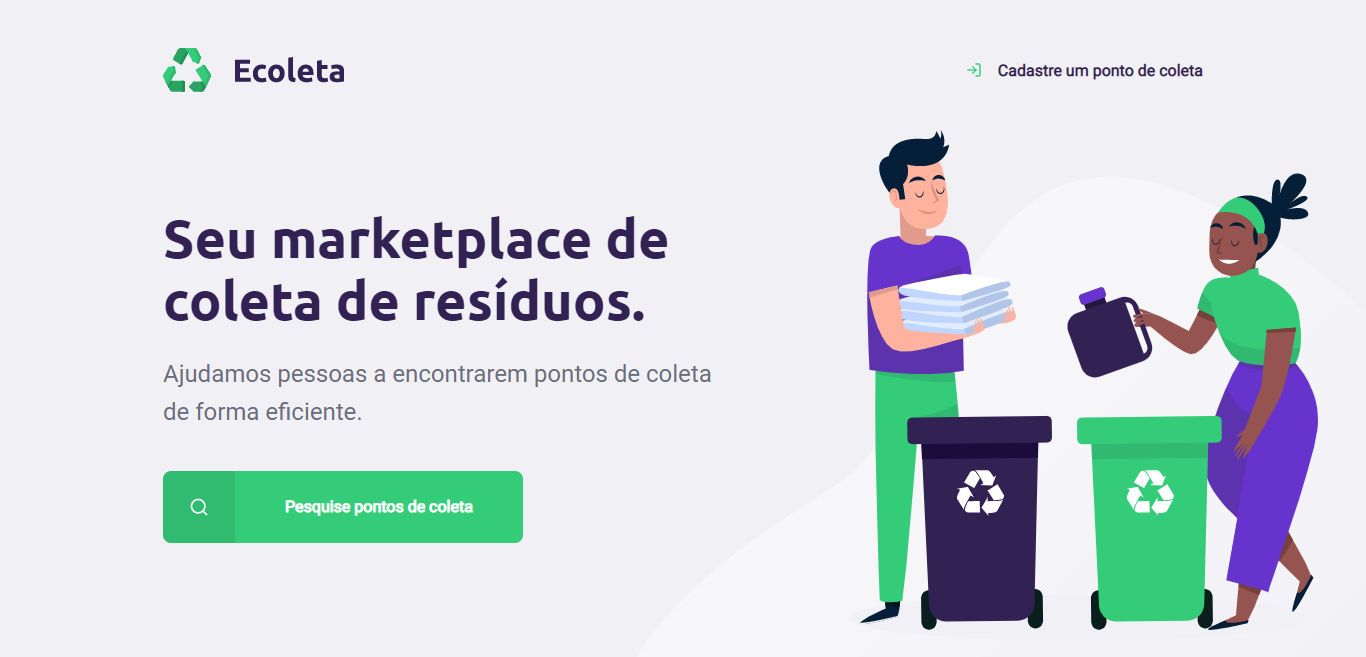 Ecoleta
Cadastre um ponto de coleta
Seu marketplace de
coleta de resíduos.
Ajudamos pessoas a encontrarem pontos de coleta
de forma eficiente.
Pesquise pontos de coleta